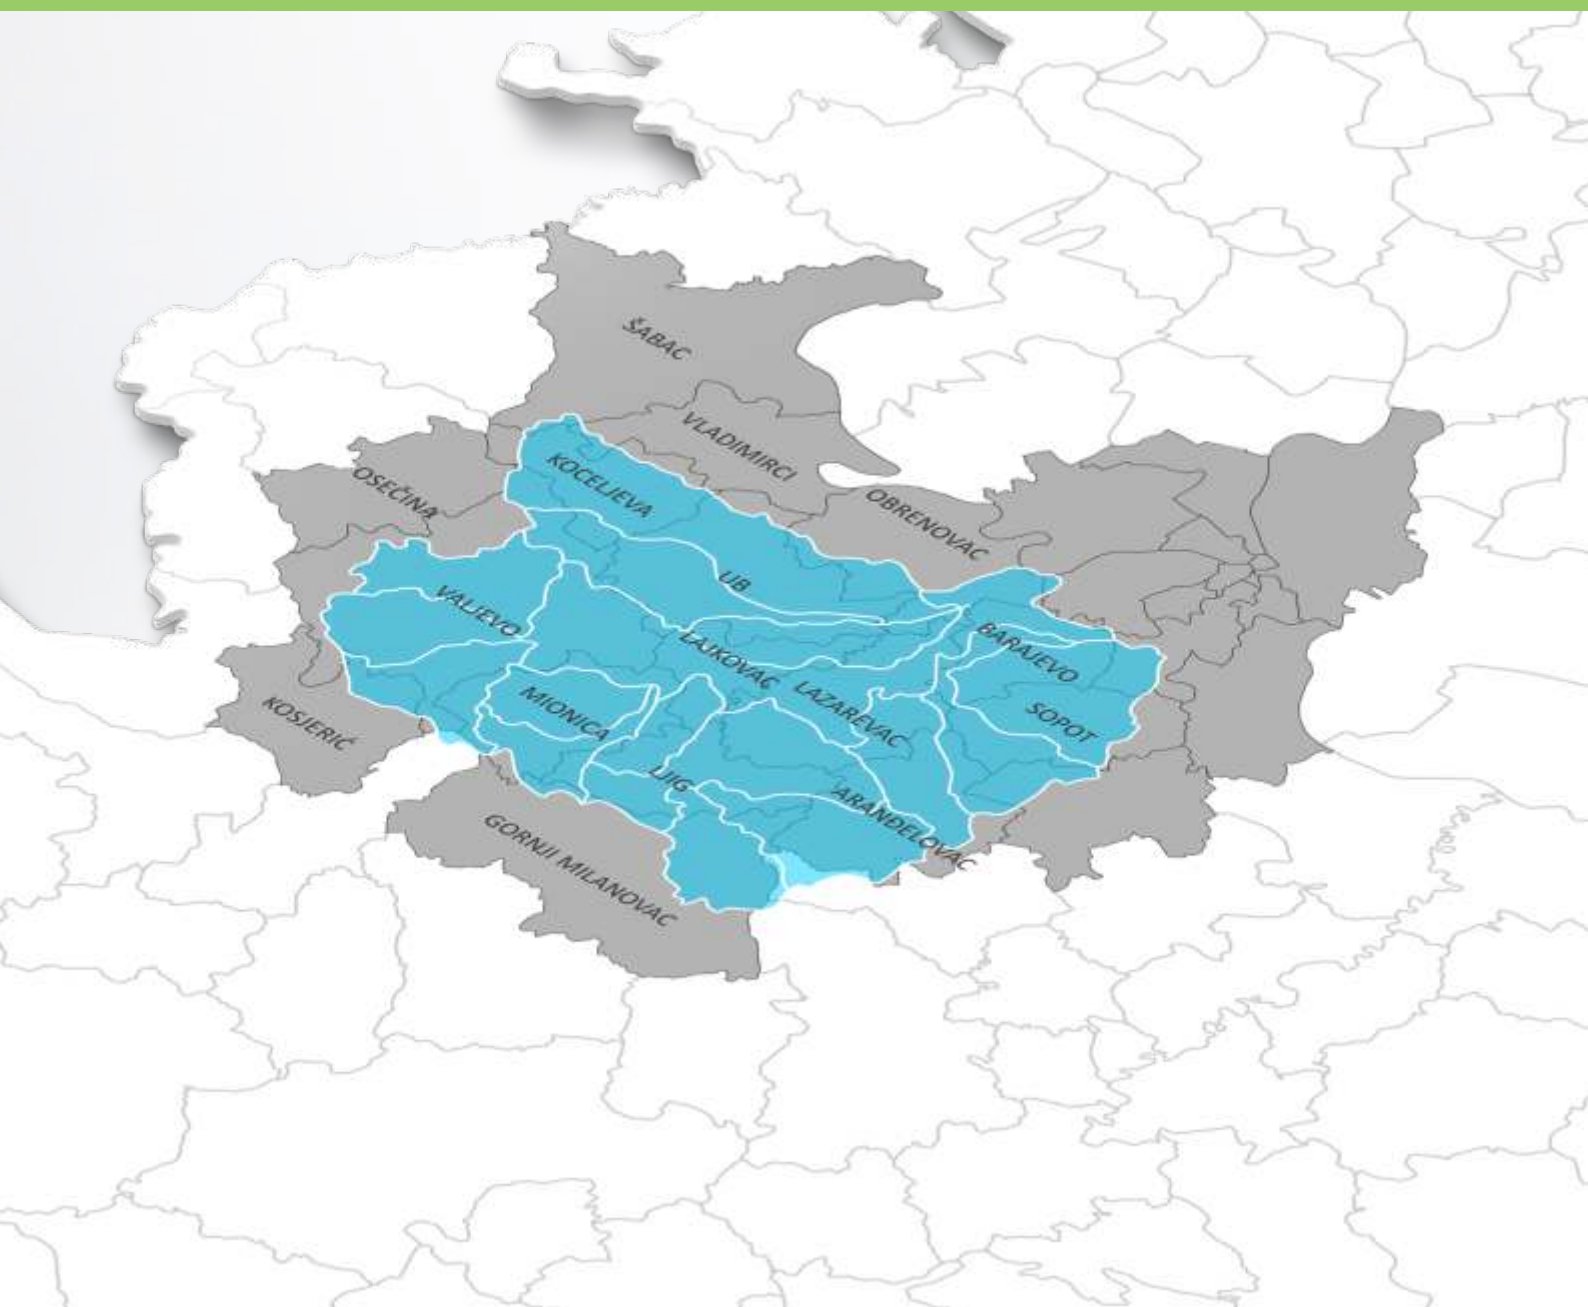 ŠABAC
VLADIMIRCI
KOCELJEVA
OSEČINA
OBRENOVAC
UB
VALJEVO
BARAJEVO
LAJKOVAC
LAZAREVAC
SOPOT
MIONICA
KOSJERIĆ
LJIG
ARANĐELOVAC
GORNJI MILANOVAC